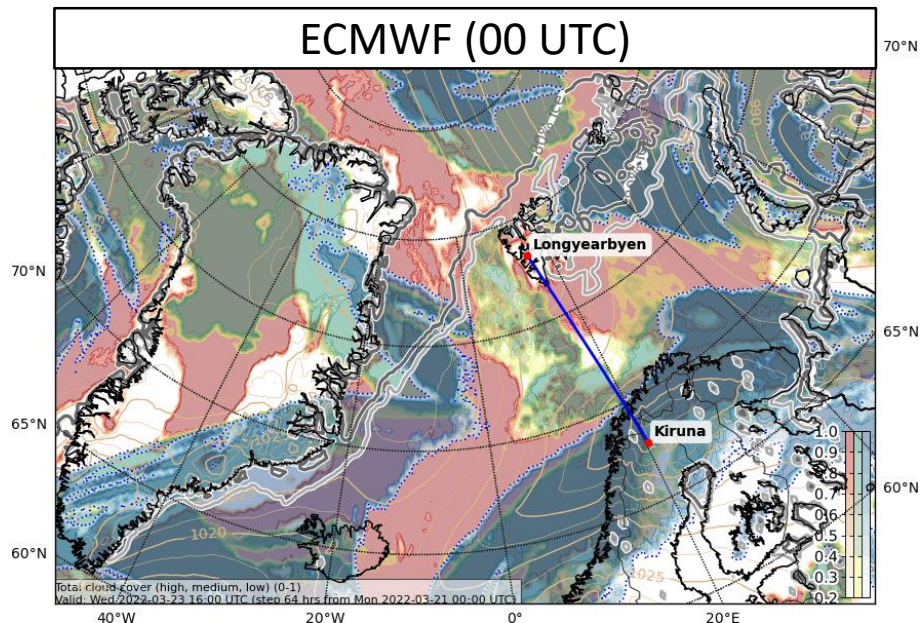 ECMWF (00 UTC)
70°N
Longyearbyen
70°N
65°N
Kiruna
65°N
1.0
0.9
0.8
0.7
0.6
0.5
0.4
0.3
0.2
60°N
1020
1025
60°N
Total cloud cover (high, medium, low) (0-1)
Valid: Wed 2022-03-23 16:00 UTC (step 64 hrs from Mon 2022-03-21 00:00 UTC)
40°W
20°W
0°
20°E